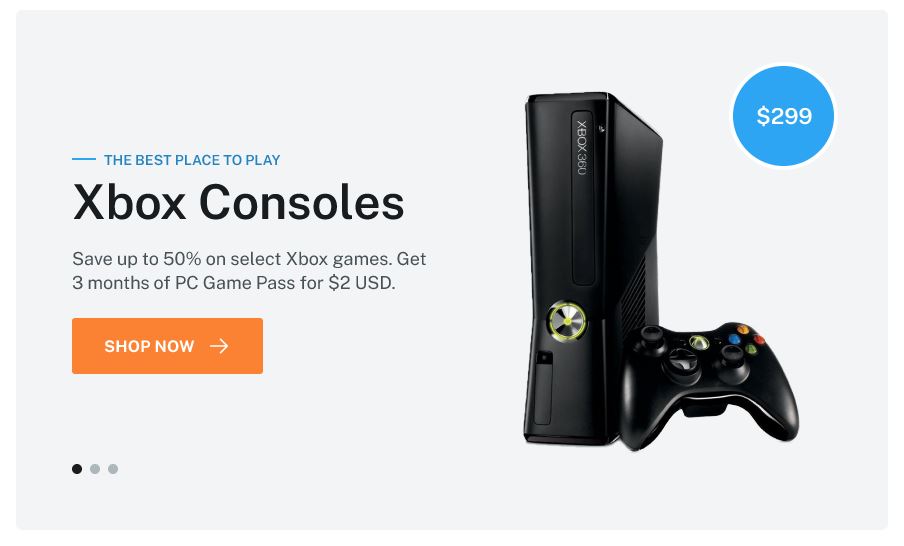 THE BEST PLACE TO PLAY
Xbox Consoles
Save up to 50% on select Xbox games. Get
3 months of PC Game Pass for $2 USD.
SHOP NOW
$299
XBOX 360